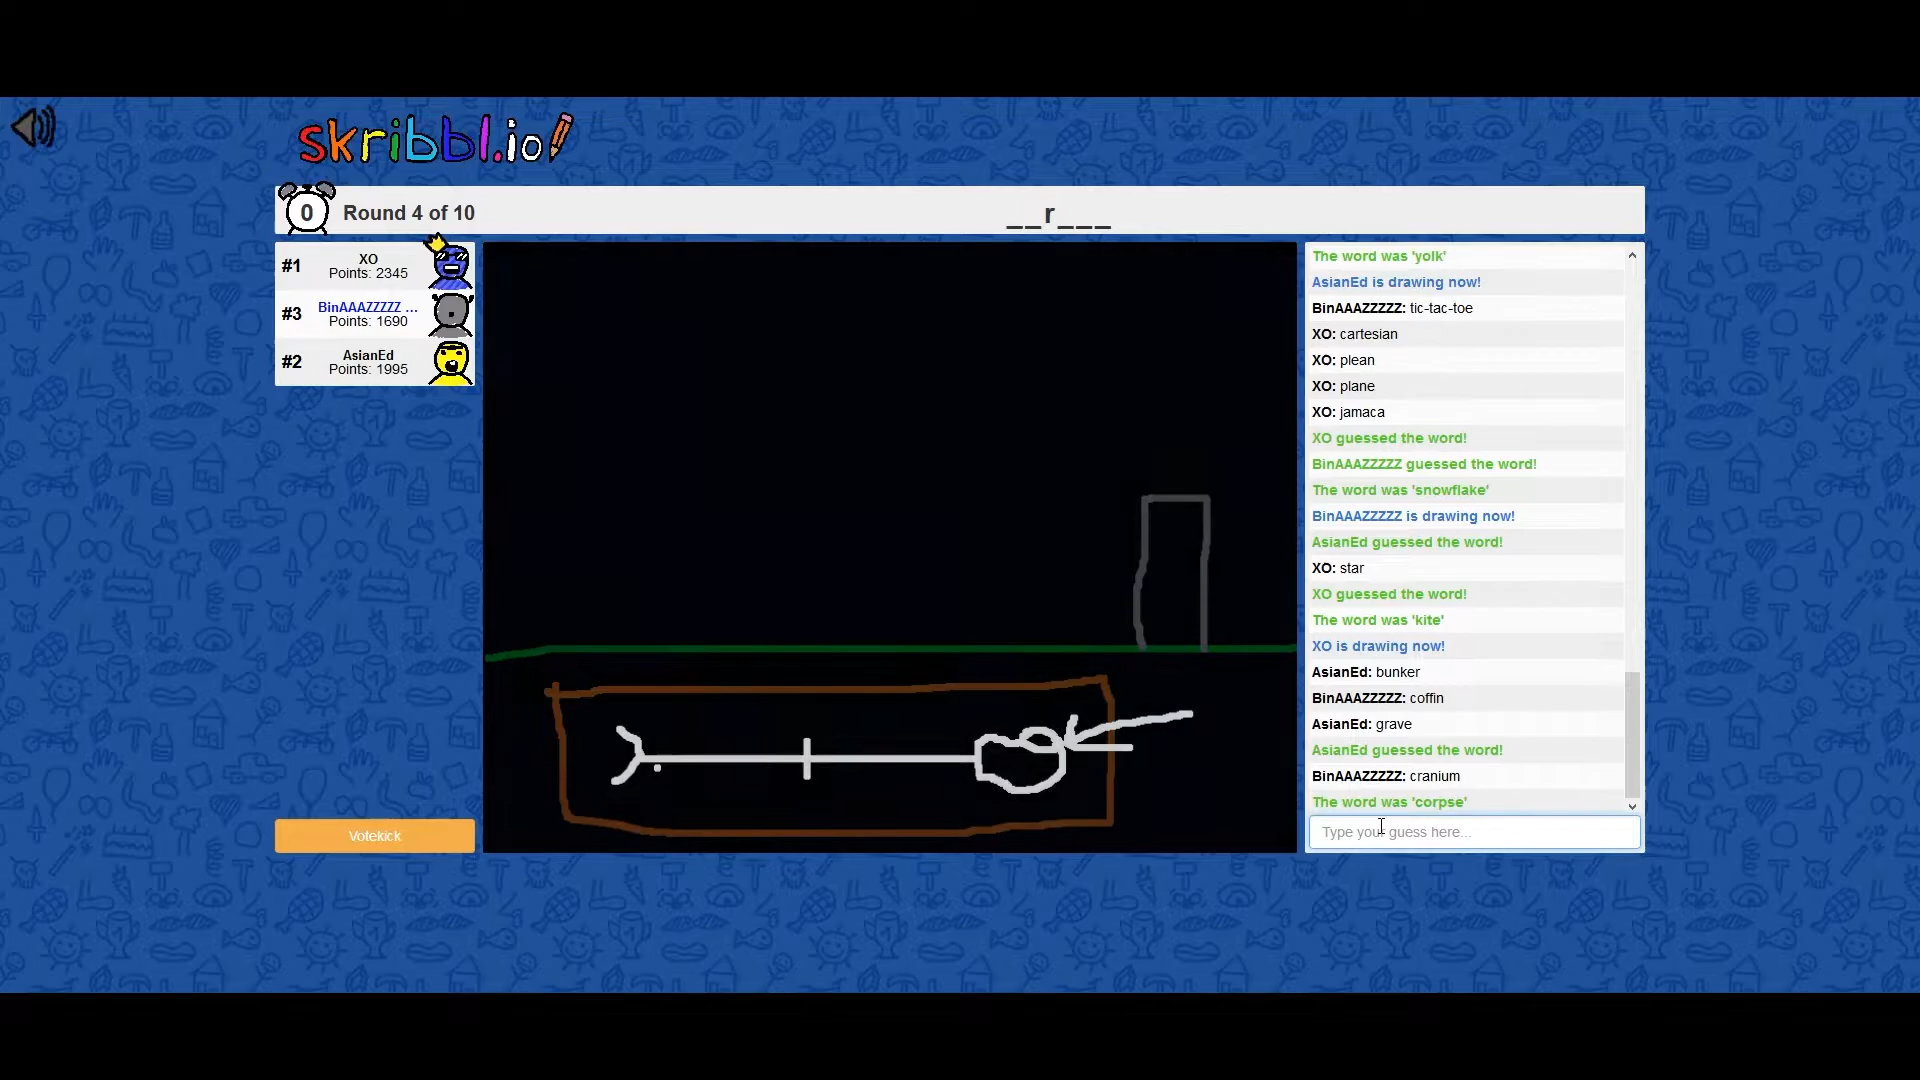 skribbl.io
0
Round 4 of 10
__r___
#1
XO
Points: 2345
#3
BinAAAZZZZZ ...
Points: 1690
#2
AsianEd
Points: 1995
Votekick
The word was 'yolk'
AsianEd is drawing now!
BinAAAZZZZZ: tic-tac-toe
XO: cartesian
XO: plean
XO: plane
XO: jamaca
XO guessed the word!
BinAAAZZZZZ guessed the word!
The word was 'snowflake'
BinAAAZZZZZ is drawing now!
AsianEd guessed the word!
XO: star
XO guessed the word!
The word was 'kite'
XO is drawing now!
AsianEd: bunker
BinAAAZZZZZ: coffin
AsianEd: grave
AsianEd guessed the word!
BinAAAZZZZZ: cranium
The word was 'corpse'
Type your guess here...